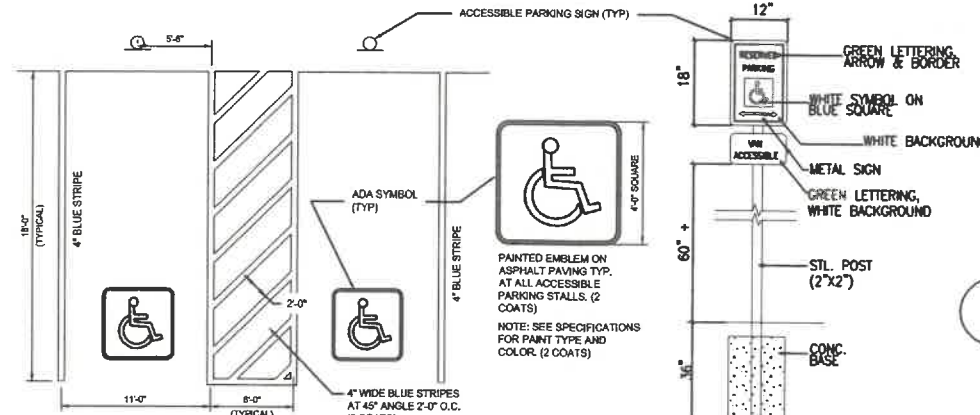 ACCESSIBLE PARKING SIGN (TYP)
5'-6"
18'-0"
(TYPICAL)
4" BLUE STRIPE
ADA SYMBOL
(TYP)
4" BLUE STRIPE
2'-0"
11'-0"
(TYPICAL)
4" WIDE BLUE STRIPES
AT 45° ANGLE 2'-0" O.C.
4'-0" SQUARE
PAINTED EMBLEM ON
ASPHALT PAVING TYP.
AT ALL ACCESSIBLE
PARKING STALLS. (2
COATS)
NOTE: SEE SPECIFICATIONS
FOR PAINT TYPE AND
COLOR. (2 COATS)
12"
18"
RESERVED
PARKING
VAN
ACCESSIBLE
60" +
36"
GREEN LETTERING,
ARROW & BORDER
WHITE SYMBOL ON
BLUE SQUARE
WHITE BACKGROUND
METAL SIGN
GREEN LETTERING,
WHITE BACKGROUND
STL. POST
(2"X2")
CONC.
BASE